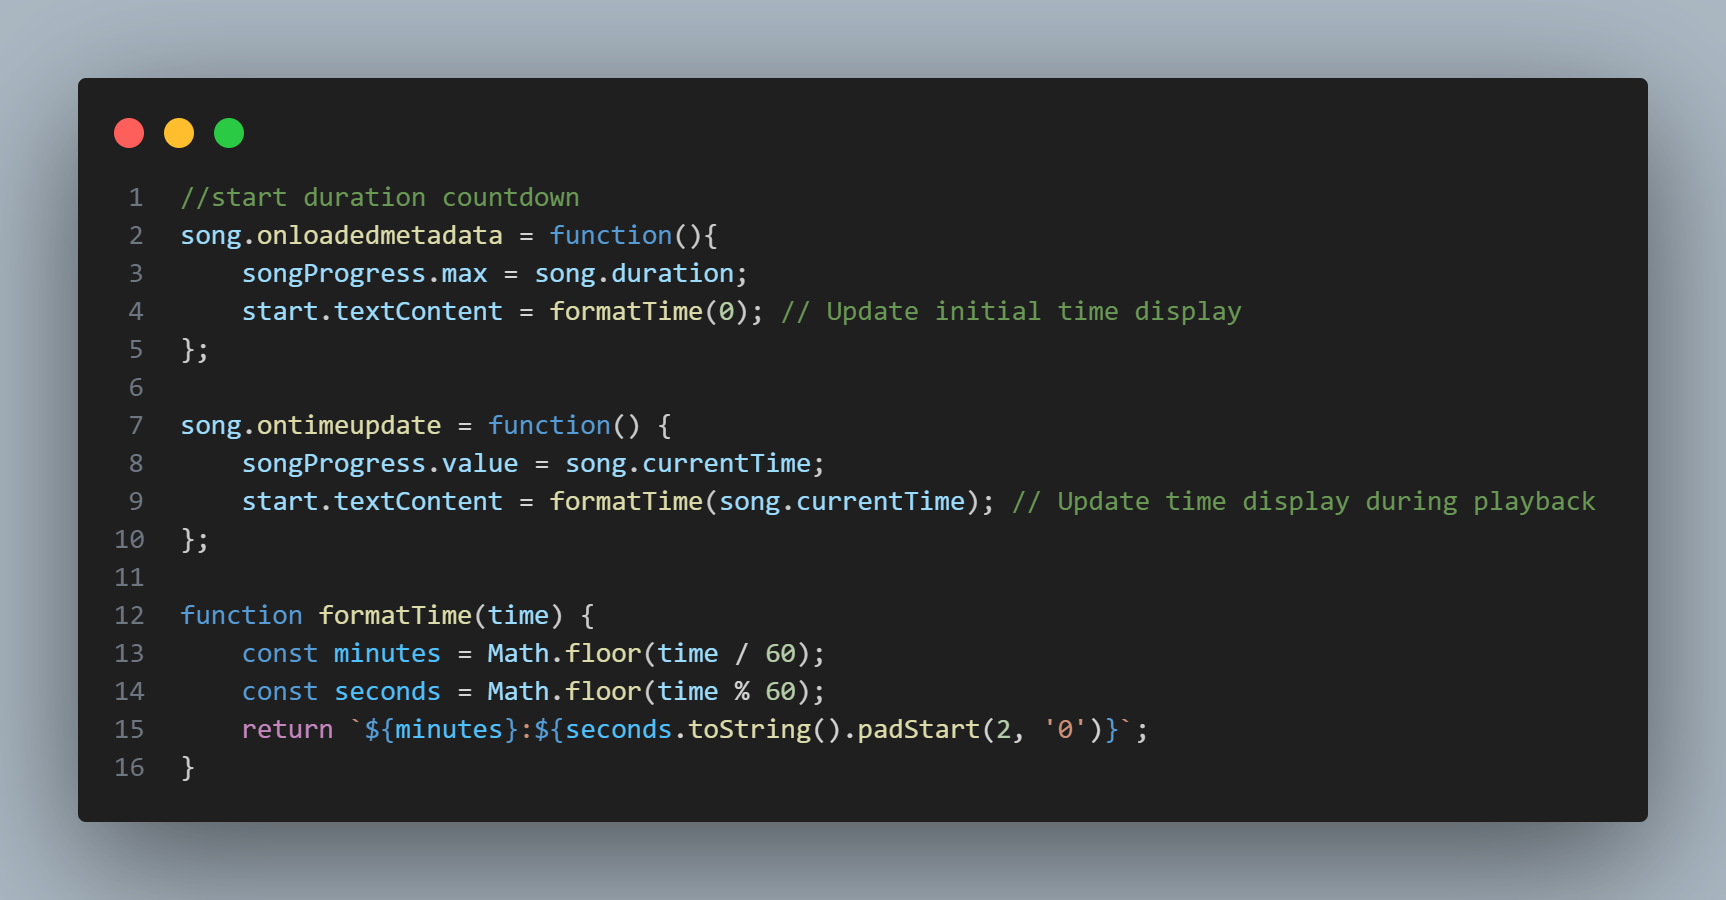 1 //start duration countdown
2 song.onloadedmetadata = function(){
3     songProgress.max = song.duration;
4     start.textContent = formatTime(0); // Update initial time display
5 };
6
7 song.ontimeupdate = function() {
8     songProgress.value = song.currentTime;
9     start.textContent = formatTime(song.currentTime); // Update time display during playback
10 };
11
12 function formatTime(time) {
13     const minutes = Math.floor(time / 60);
14     const seconds = Math.floor(time % 60);
15     return `${minutes}:${seconds.toString().padStart(2, '0')}`;
16 }